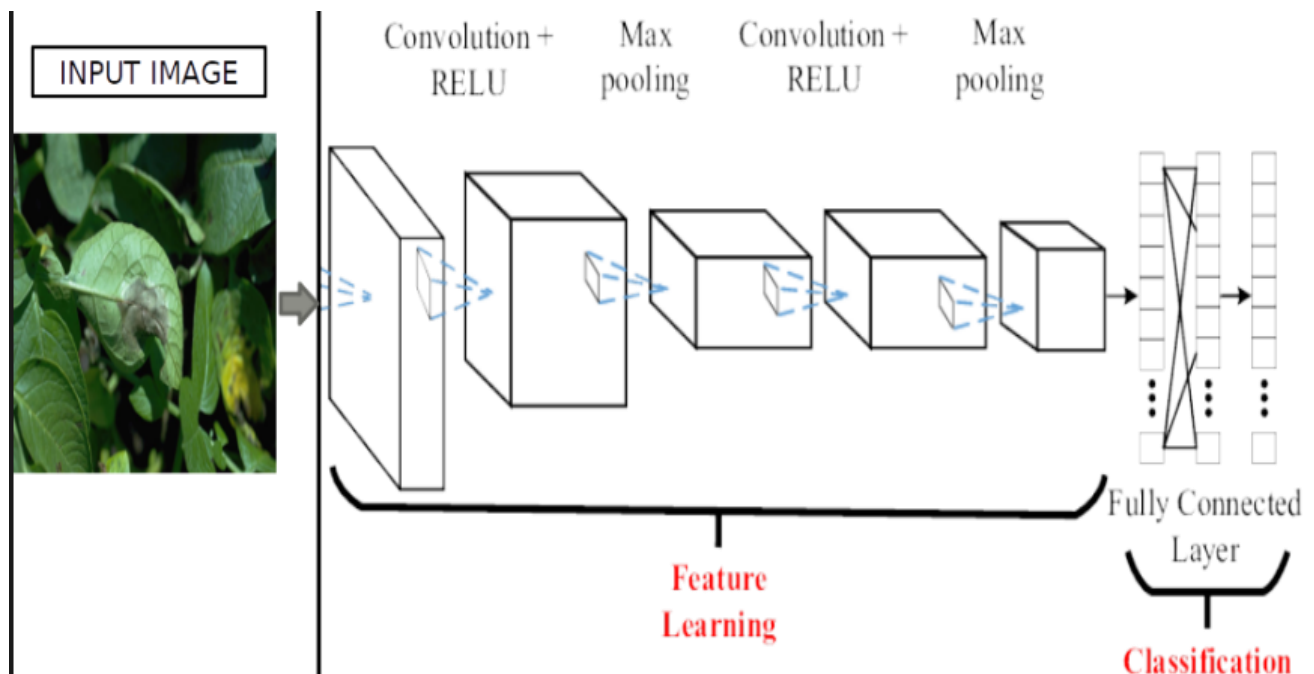 INPUT IMAGE
Convolution +
RELU
Max
pooling
Convolution +
RELU
Max
pooling
Fully Connected
Layer
Feature
Learning
Classification